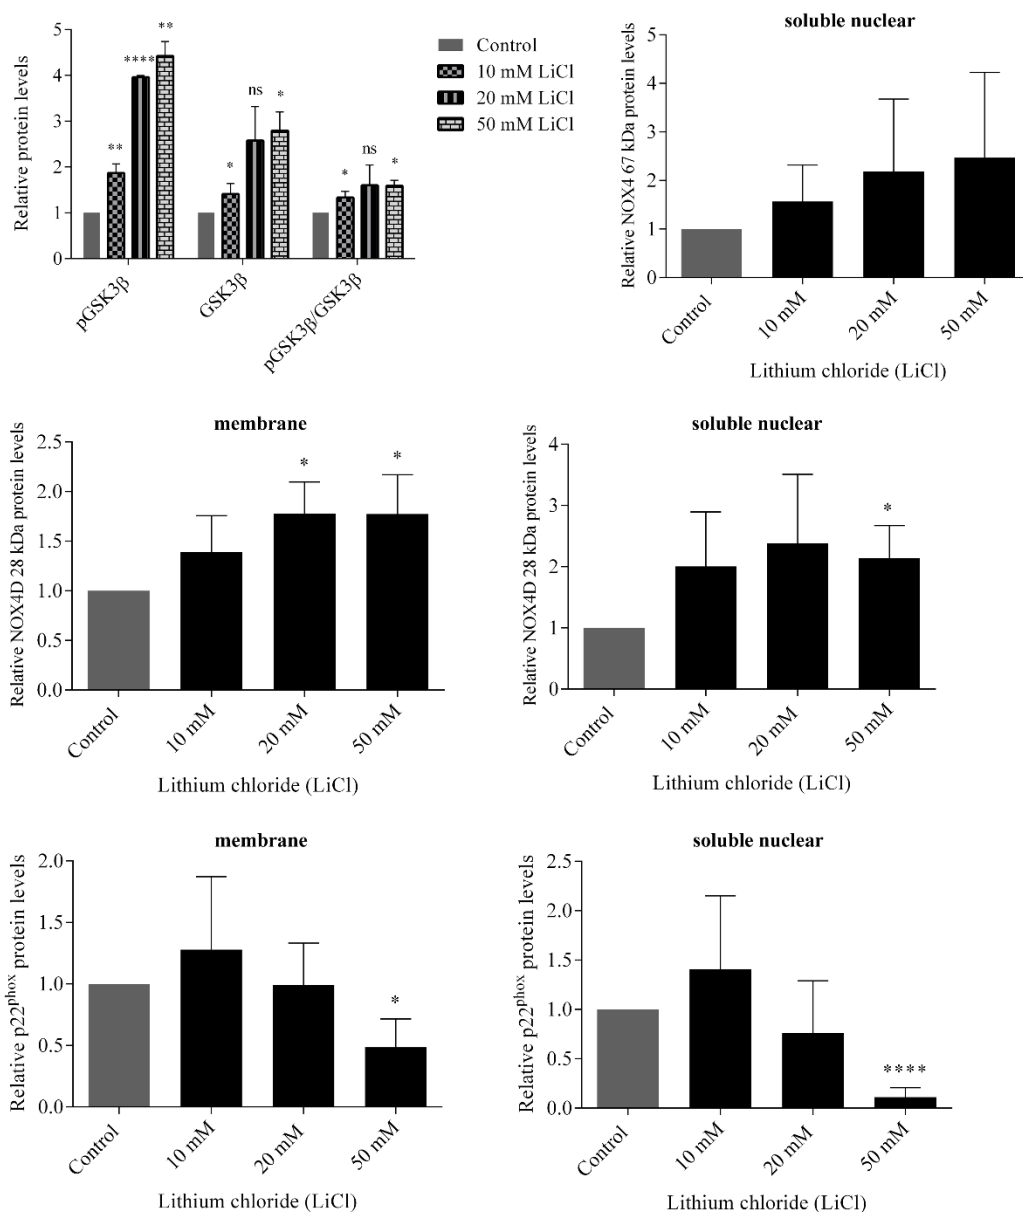 Relative protein levels
5
4
3
2
1
0
**
****
**
*
ns
*
*
ns
*
pGSK3β
GSK3β
pGSK3β/GSK3β
Control
10 mM LiCl
20 mM LiCl
50 mM LiCl
soluble nuclear
Relative NOX4 67 kDa protein levels
5
4
3
2
1
0
Control
10 mM
20 mM
50 mM
Lithium chloride (LiCl)
membrane
Relative NOX4D 28 kDa protein levels
2.5
2.0
1.5
1.0
0.5
0.0
*
*
Control
10 mM
20 mM
50 mM
Lithium chloride (LiCl)
soluble nuclear
Relative NOX4D 28 kDa protein levels
4
3
2
1
0
*
Control
10 mM
20 mM
50 mM
Lithium chloride (LiCl)
membrane
Relative p22phox protein levels
2.0
1.5
1.0
0.5
0.0
*
Control
10 mM
20 mM
50 mM
Lithium chloride (LiCl)
soluble nuclear
Relative p22phox protein levels
2.5
2.0
1.5
1.0
0.5
0.0
****
Control
10 mM
20 mM
50 mM
Lithium chloride (LiCl)